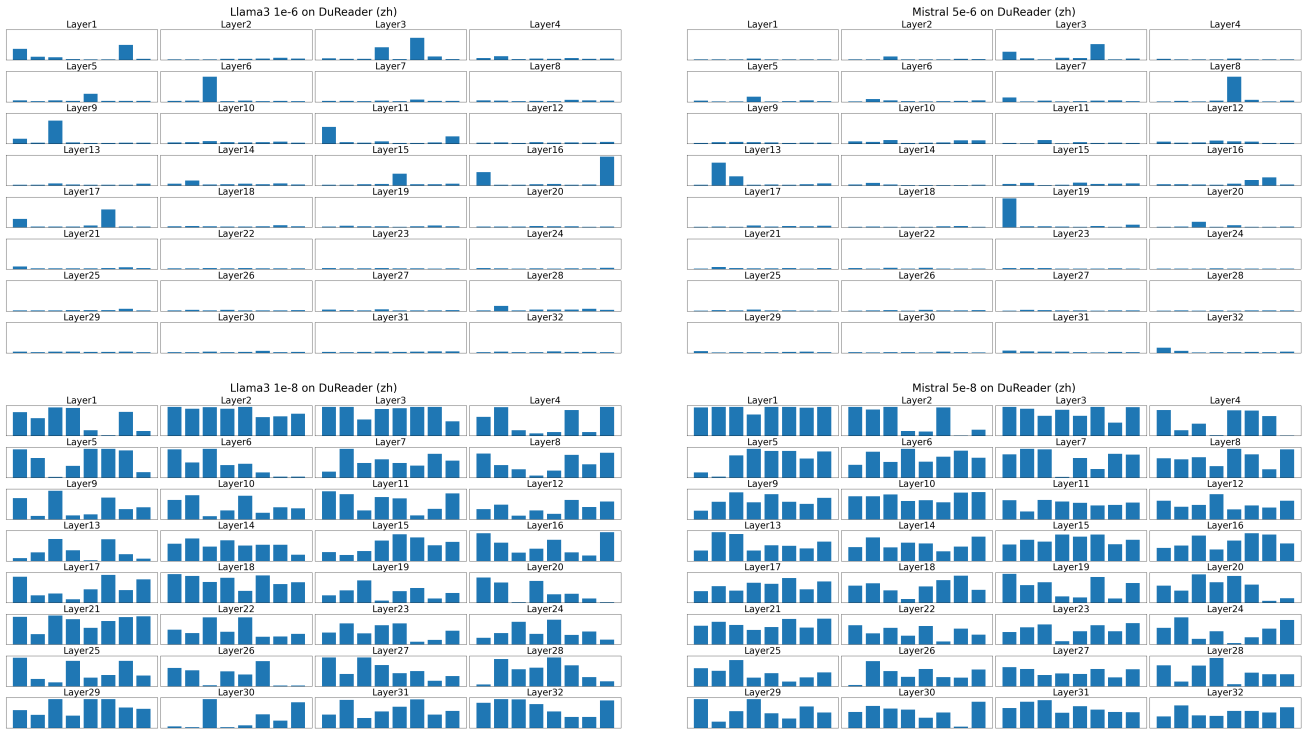 Llama3 1e-6 on DuReader (zh)
Layer1 Layer2 Layer3 Layer4
Layer5 Layer6 Layer7 Layer8
Layer9 Layer10 Layer11 Layer12
Layer13 Layer14 Layer15 Layer16
Layer17 Layer18 Layer19 Layer20
Layer21 Layer22 Layer23 Layer24
Layer25 Layer26 Layer27 Layer28
Layer29 Layer30 Layer31 Layer32
Mistral 5e-6 on DuReader (zh)
Layer1 Layer2 Layer3 Layer4
Layer5 Layer6 Layer7 Layer8
Layer9 Layer10 Layer11 Layer12
Layer13 Layer14 Layer15 Layer16
Layer17 Layer18 Layer19 Layer20
Layer21 Layer22 Layer23 Layer24
Layer25 Layer26 Layer27 Layer28
Layer29 Layer30 Layer31 Layer32
Llama3 1e-8 on DuReader (zh)
Layer1 Layer2 Layer3 Layer4
Layer5 Layer6 Layer7 Layer8
Layer9 Layer10 Layer11 Layer12
Layer13 Layer14 Layer15 Layer16
Layer17 Layer18 Layer19 Layer20
Layer21 Layer22 Layer23 Layer24
Layer25 Layer26 Layer27 Layer28
Layer29 Layer30 Layer31 Layer32
Mistral 5e-8 on DuReader (zh)
Layer1 Layer2 Layer3 Layer4
Layer5 Layer6 Layer7 Layer8
Layer9 Layer10 Layer11 Layer12
Layer13 Layer14 Layer15 Layer16
Layer17 Layer18 Layer19 Layer20
Layer21 Layer22 Layer23 Layer24
Layer25 Layer26 Layer27 Layer28
Layer29 Layer30 Layer31 Layer32